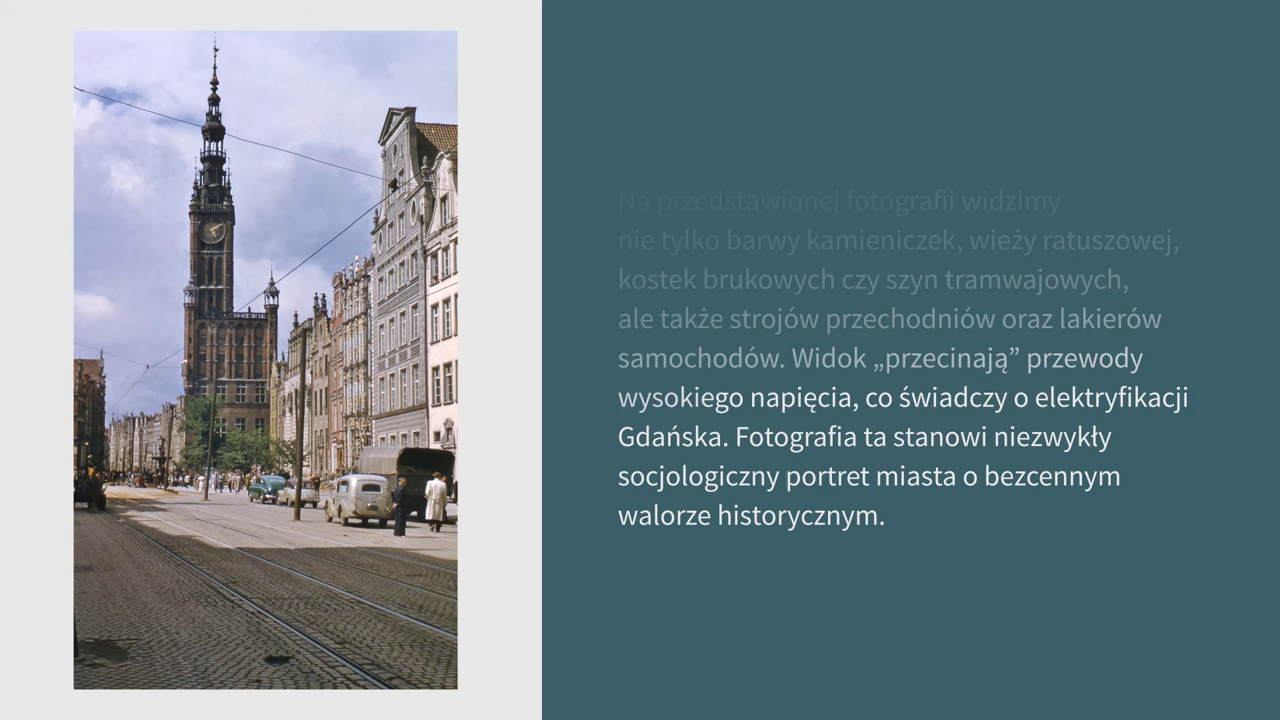 Na przedstawionej fotografii widzimy
nie tylko barwy kamieniczek, wieży ratuszowej,
kostek brukowych czy szyn tramwajowych,
ale także strojów przechodniów oraz lakierów
samochodów. Widok „przecinają” przewody
wysokiego napięcia, co świadczy o elektryfikacji
Gdańska. Fotografia ta stanowi niezwykły
socjologiczny portret miasta o bezcennym
walorze historycznym.